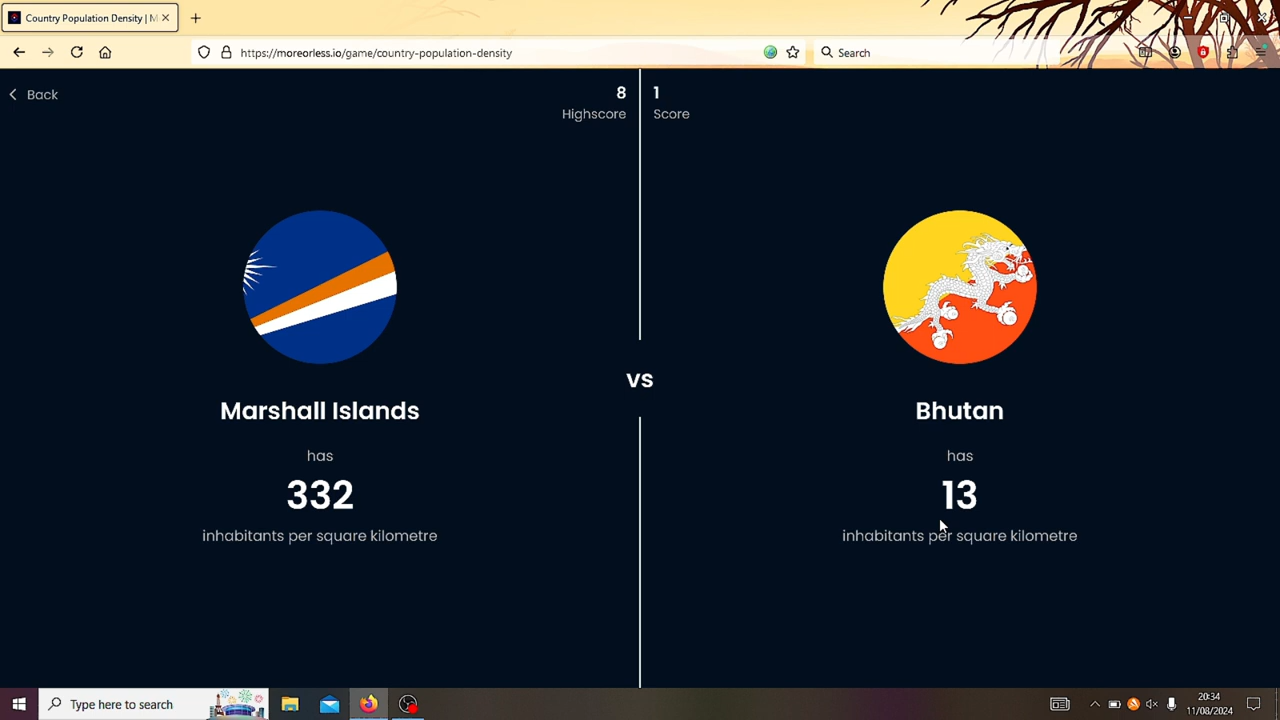 Country Population Density | M
https://moreorless.io/game/country-population-density
Search
Back
8
Highscore
1
Score
vs
Marshall Islands
has
332
inhabitants per square kilometre
Bhutan
has
13
inhabitants per square kilometre
Type here to search
20:34
11/08/2024